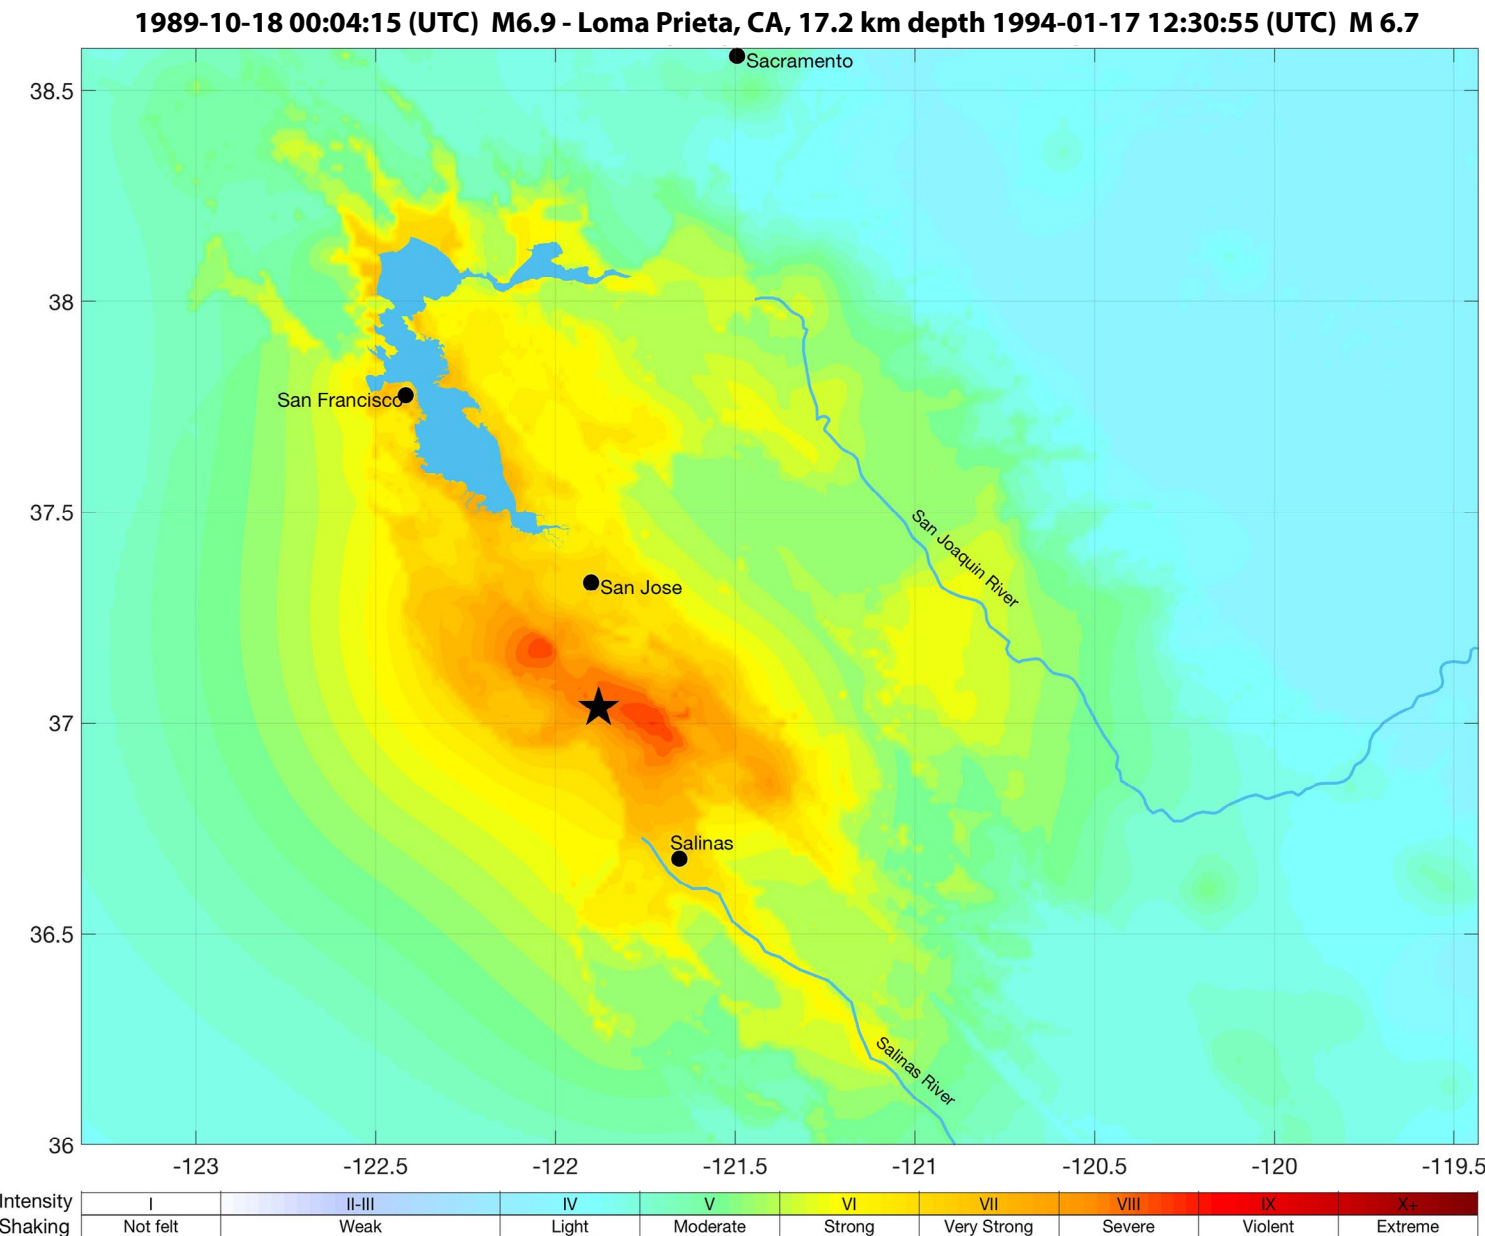 1989-10-18 00:04:15 (UTC)  M6.9 - Loma Prieta, CA, 17.2 km depth 1994-01-17 12:30:55 (UTC)  M 6.7
Sacramento
38.5
38
San Francisco
37.5
San Joaquin River
San Jose
37
Salinas
36.5
Salinas River
36
-123 -122.5 -122 -121.5 -121 -120.5 -120 -119.5
Intensity I II-III IV V VI VII VIII IX X+
Shaking Not felt Weak Light Moderate Strong Very Strong Severe Violent Extreme